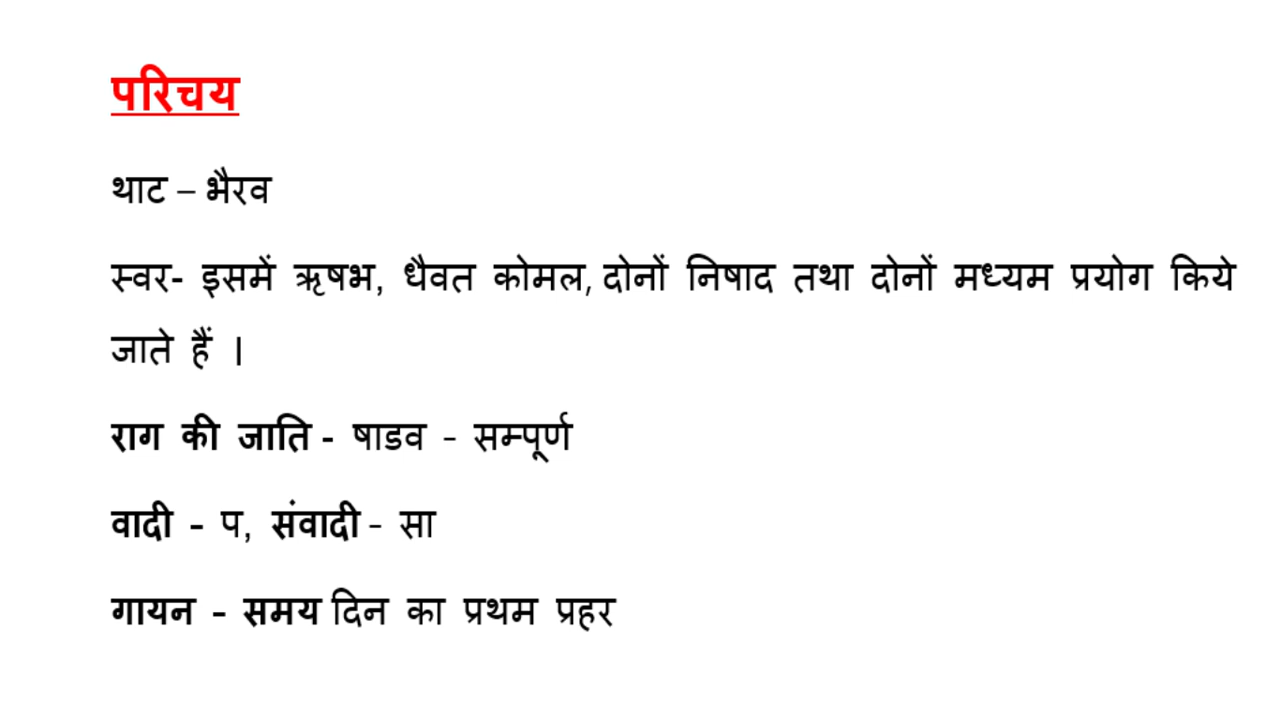 परिचय
थाट – भैरव
स्वर- इसमें ऋषभ, धैवत कोमल, दोनों निषाद तथा दोनों मध्यम प्रयोग किये
जाते हैं ।
राग की जाति - षाडव - सम्पूर्ण
वादी - प, संवादी - सा
गायन - समय दिन का प्रथम प्रहर